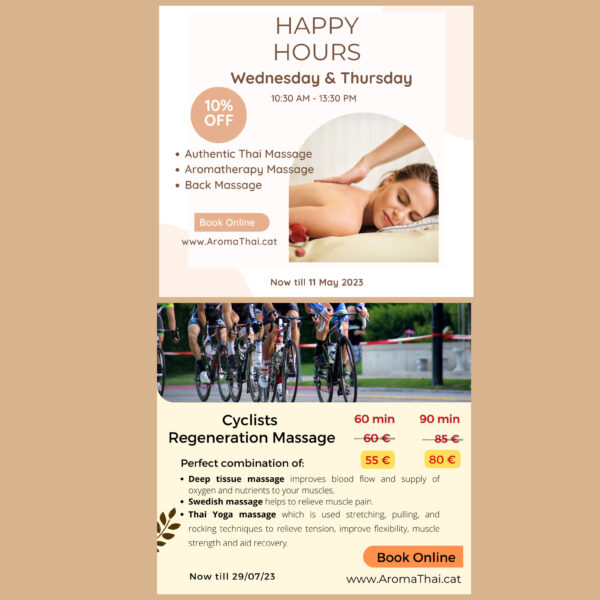 HAPPY
HOURS
Wednesday & Thursday
10:30 AM - 13:30 PM
10%
OFF
• Authentic Thai Massage
• Aromatherapy Massage
• Back Massage
Book Online
www.AromaThai.cat
Now till 11 May 2023
Cyclists
Regeneration Massage
60 min
60 €
55 €
90 min
85 €
80 €
Perfect combination of:
• Deep tissue massage improves blood flow and supply of
oxygen and nutrients to your muscles.
• Swedish massage helps to relieve muscle pain.
• Thai Yoga massage which is used stretching, pulling, and
rocking techniques to relieve tension, improve flexibility, muscle
strength and aid recovery.
Book Online
Now till 29/07/23
www.AromaThai.cat